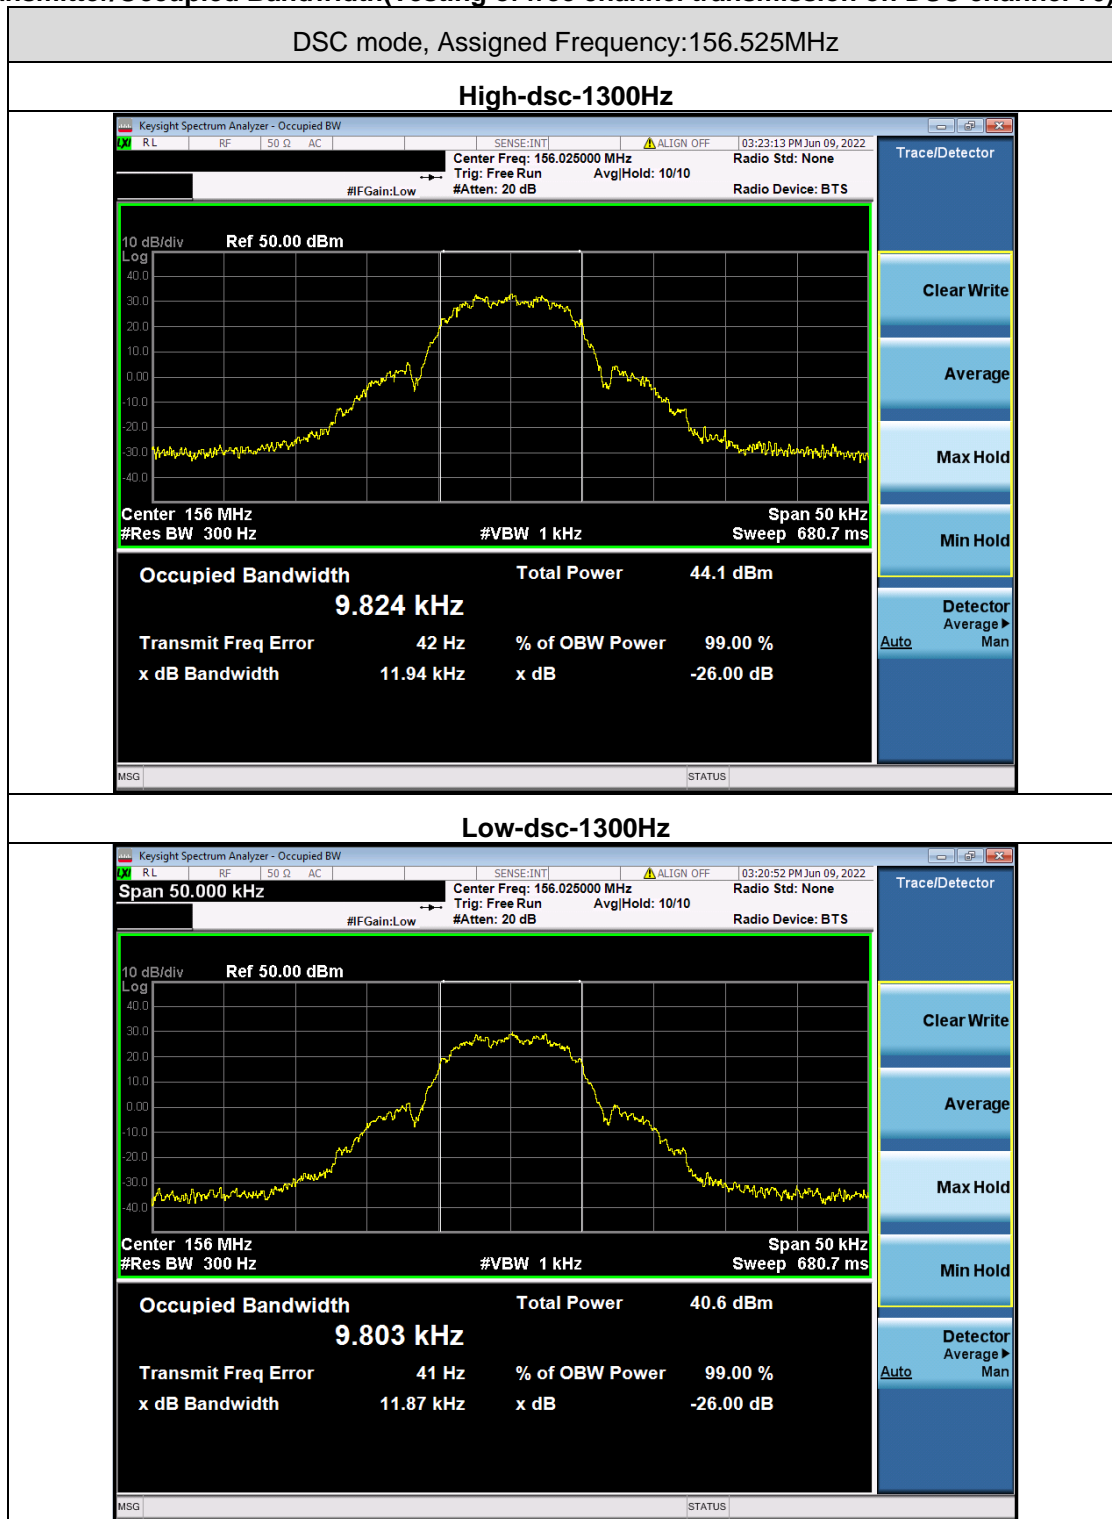 nsmitter/Occupied Bandwidth(Testing of free channel transmission on DSC channel 70)
DSC mode, Assigned Frequency:156.525MHz
High-dsc-1300Hz
Keysight Spectrum Analyzer - Occupied BW
LXI RL RF 50 Ω AC SENSE:INT ALIGN OFF 03:23:13 PM Jun 09, 2022
Center Freq: 156.025000 MHz Radio Std: None
Trig: Free Run Avg|Hold: 10/10
#IFGain:Low #Atten: 20 dB Radio Device: BTS
Trace/Detector
10 dB/div Ref 50.00 dBm
Log
40.0
30.0
20.0
10.0
0.00
-10.0
-20.0
-30.0
-40.0
Center 156 MHz Span 50 kHz
#Res BW 300 Hz #VBW 1 kHz Sweep 680.7 ms
Clear Write
Average
Max Hold
Min Hold
Detector
Average
Auto Man
Occupied Bandwidth Total Power 44.1 dBm
9.824 kHz
Transmit Freq Error 42 Hz % of OBW Power 99.00 %
x dB Bandwidth 11.94 kHz x dB -26.00 dB
MSG STATUS
Low-dsc-1300Hz
Keysight Spectrum Analyzer - Occupied BW
LXI RL RF 50 Ω AC SENSE:INT ALIGN OFF 03:20:52 PM Jun 09, 2022
Span 50.000 kHz Center Freq: 156.025000 MHz Radio Std: None
Trig: Free Run Avg|Hold: 10/10
#IFGain:Low #Atten: 20 dB Radio Device: BTS
Trace/Detector
10 dB/div Ref 50.00 dBm
Log
40.0
30.0
20.0
10.0
0.00
-10.0
-20.0
-30.0
-40.0
Center 156 MHz Span 50 kHz
#Res BW 300 Hz #VBW 1 kHz Sweep 680.7 ms
Clear Write
Average
Max Hold
Min Hold
Detector
Average
Auto Man
Occupied Bandwidth Total Power 40.6 dBm
9.803 kHz
Transmit Freq Error 41 Hz % of OBW Power 99.00 %
x dB Bandwidth 11.87 kHz x dB -26.00 dB
MSG STATUS